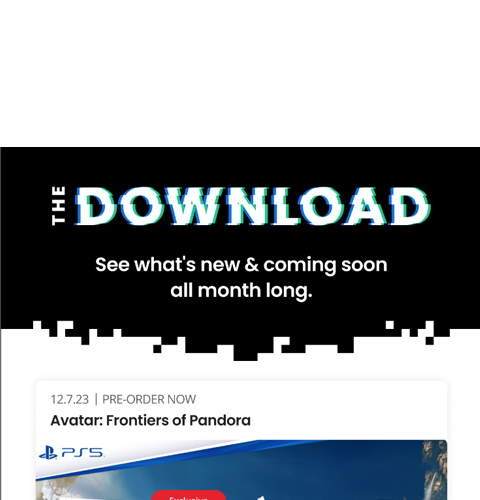 THE DOWNLOAD
See what's new & coming soon
all month long.
12.7.23 | PRE-ORDER NOW
Avatar: Frontiers of Pandora
PS5
Exclusive